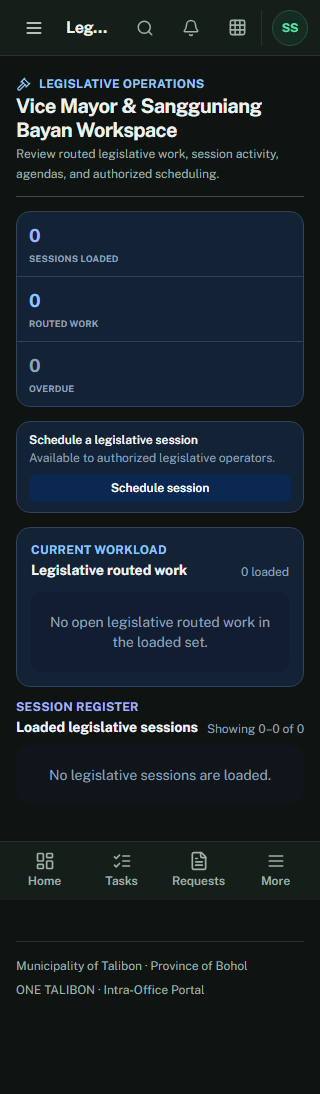 Leg...
SS
LEGISLATIVE OPERATIONS
Vice Mayor & Sangguniang
Bayan Workspace
Review routed legislative work, session activity,
agendas, and authorized scheduling.
0
SESSIONS LOADED
0
ROUTED WORK
0
OVERDUE
Schedule a legislative session
Available to authorized legislative operators.
Schedule session
CURRENT WORKLOAD
Legislative routed work 0 loaded
No open legislative routed work in
the loaded set.
SESSION REGISTER
Loaded legislative sessions Showing 0–0 of 0
No legislative sessions are loaded.
Home Tasks Requests More
Municipality of Talibon · Province of Bohol
ONE TALIBON · Intra-Office Portal